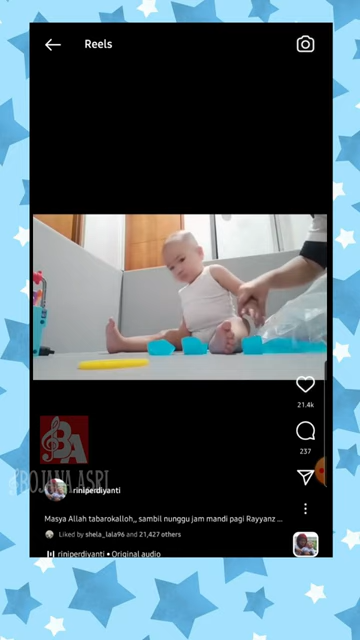 Reels
21.4k
237
BA
BOJANA ASRI
riniperdiyanti
Masya Allah tabarokalloh,, sambil nunggu jam mandi pagi Rayyanz ...
Liked by shela_lala96 and 21,427 others
riniperdiyanti • Original audio